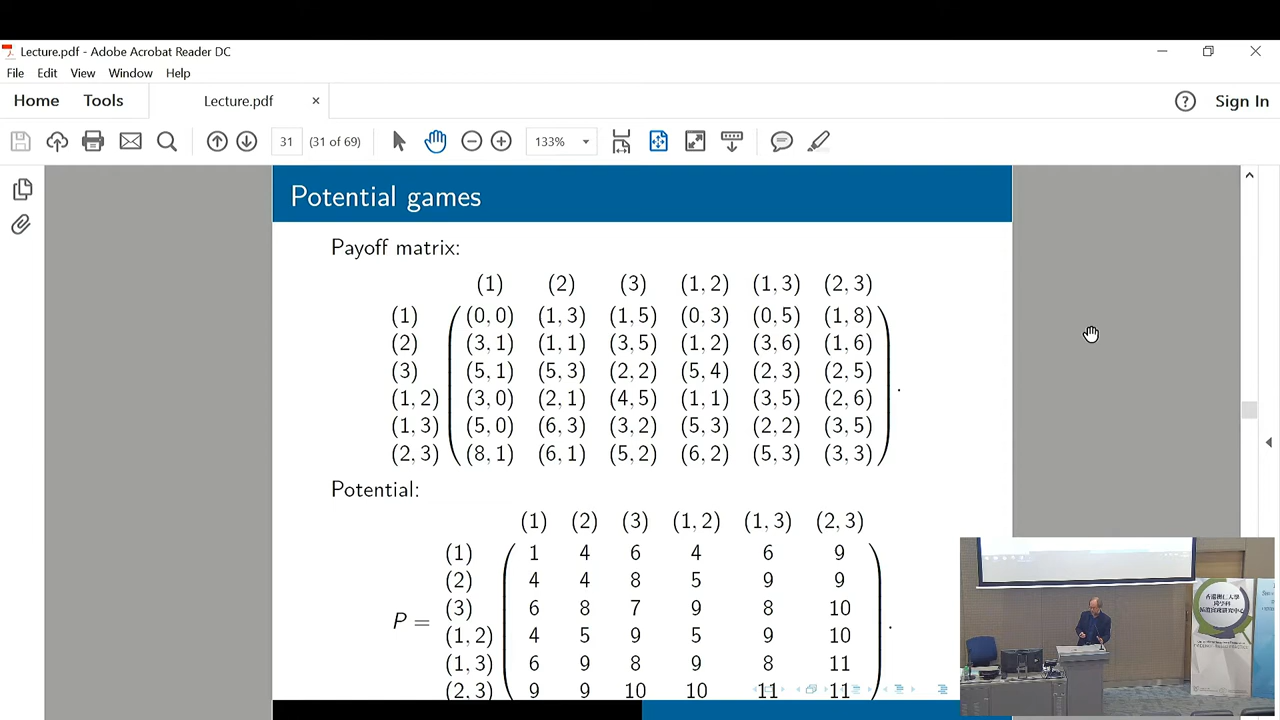 Lecture.pdf - Adobe Acrobat Reader DC
File Edit View Window Help
Home Tools Lecture.pdf × Sign In
31 (31 of 69) 133%
Potential games
Payoff matrix:
(1) (2) (3) (1, 2) (1, 3) (2, 3)
(1) (0, 0) (1, 3) (1, 5) (0, 3) (0, 5) (1, 8)
(2) (3, 1) (1, 1) (3, 5) (1, 2) (3, 6) (1, 6)
(3) (5, 1) (5, 3) (2, 2) (5, 4) (2, 3) (2, 5)
(1, 2) (3, 0) (2, 1) (4, 5) (1, 1) (3, 5) (2, 6)
(1, 3) (5, 0) (6, 3) (3, 2) (5, 3) (2, 2) (3, 5)
(2, 3) (8, 1) (6, 1) (5, 2) (6, 2) (5, 3) (3, 3)
.
Potential:
(1) (2) (3) (1, 2) (1, 3) (2, 3)
(1) 1 4 6 4 6 9
(2) 4 4 8 5 9 9
(3) 6 8 7 9 8 10
P = .
(1, 2) 4 5 9 5 9 10
(1, 3) 6 9 8 9 8 11
(2, 3) 9 9 10 10 11 11